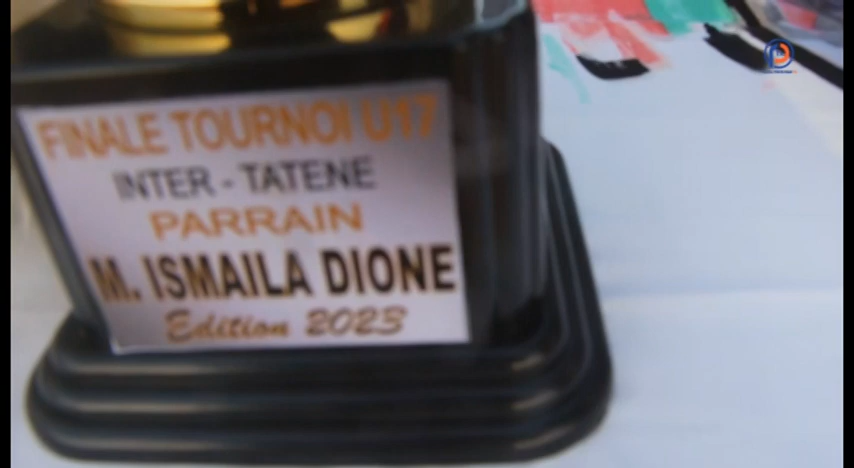 FINALE TOURNOI U17
INTER - TATENE
PARRAIN
M. ISMAILA DIONE
Edition 2023